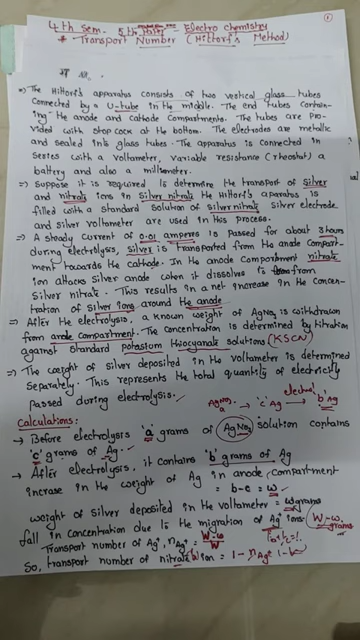 4th Sem. 5th Paper - Electro chemistry
* Transport Number (Hittorf's Method)
①
⇒) The Hittorf's apparatus consists of two vertical glass tubes
Connected by a U-tube in the middle. The end tubes contain-
ing the anode and cathode compartments. The tubes are pro-
vided with stop cock at the bottom. The electrodes are metallic
and sealed into glass tubes. The apparatus is connected in
Series with a voltameter, variable resistance (rheostat) a
battery and also a milliammeter.
⇒ Suppose it is required to determine the transport of silver
and nitrate ions in Silver nitrate the Hittorf's apparatus is
filled with a standard solution of silver nitrate silver electrode
and silver voltameter are used in this process.
⇒) A steady current of 0.01 amperes is passed for about 3 hours
during electrolysis, silver is transported from the anode compart-
ment towards the cathode. In the anode compartment nitrate
ion attacks silver anode when it dissolves to form
Silver nitrate. This results in a net increase in the concen-
tration of silver ions around the anode
⇒ After the electrolysis, a known weight of AgNO3 is withdrawn
from anode compartment. The concentration is determined by titration
against standard potassium thiocyanate solutions (KSCN)
⇒ The weight of silver deposited in the voltameter is determined
separately. This represents the total quantity of electricity
passed during electrolysis.
Calculations:-
AgNO3 a → 'c' Ag → b Ag
→ Before electrolysis 'a' grams of AgNO3 solution contains
'c' grams of Ag.
→ After electrolysis, it contains 'b' grams of Ag
increase in the weight of Ag in anode compartment
= b-c = w
weight of silver deposited in the voltameter = w grams
fall in concentration due to the migration of Ag ions = W-w grams
Transport number of Ag+, nAg+ = W-w/W
So, transport number of nitrate ion = 1-nAg+